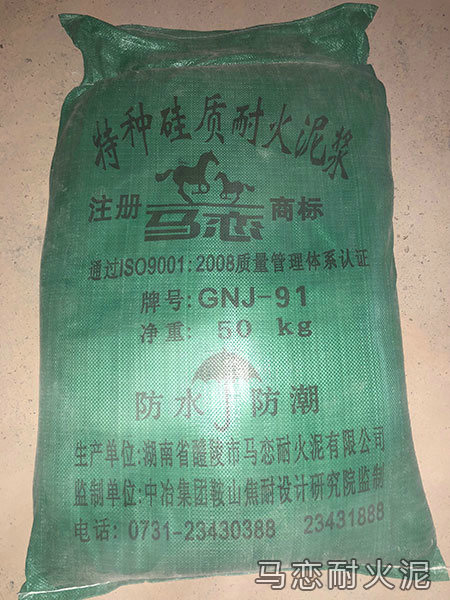 特种硅质耐火泥浆
注册 马恋 商标
通过ISO9001:2008质量管理体系认证
牌号:GNJ-91
净重: 50 kg
防水 防潮
生产单位:湖南省醴陵市马恋耐火泥有限公司
监制单位:中冶集团鞍山焦耐设计研究院监制
电话: 0731-23430388 23431888
马恋耐火泥